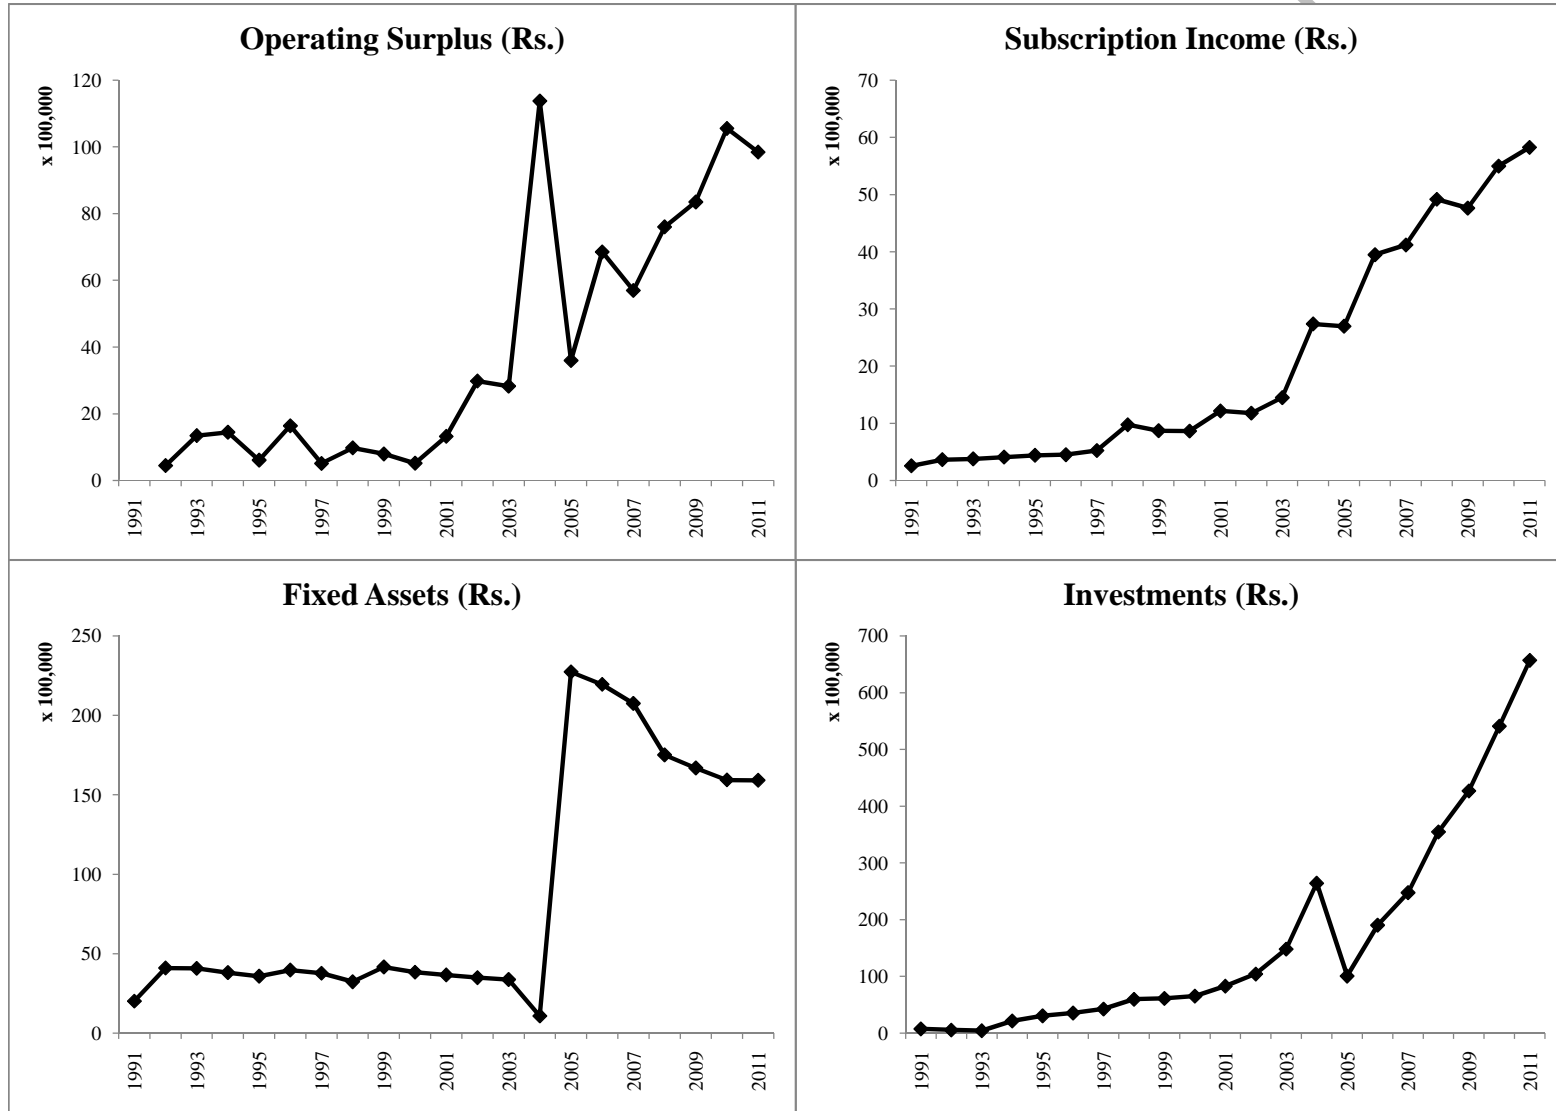 Operating Surplus (Rs.)
x 100,000
120
100
80
60
40
20
0
1991 1993 1995 1997 1999 2001 2003 2005 2007 2009 2011
Subscription Income (Rs.)
x 100,000
70
60
50
40
30
20
10
0
1991 1993 1995 1997 1999 2001 2003 2005 2007 2009 2011
Fixed Assets (Rs.)
x 100,000
250
200
150
100
50
0
1991 1993 1995 1997 1999 2001 2003 2005 2007 2009 2011
Investments (Rs.)
x 100,000
700
600
500
400
300
200
100
0
1991 1993 1995 1997 1999 2001 2003 2005 2007 2009 2011